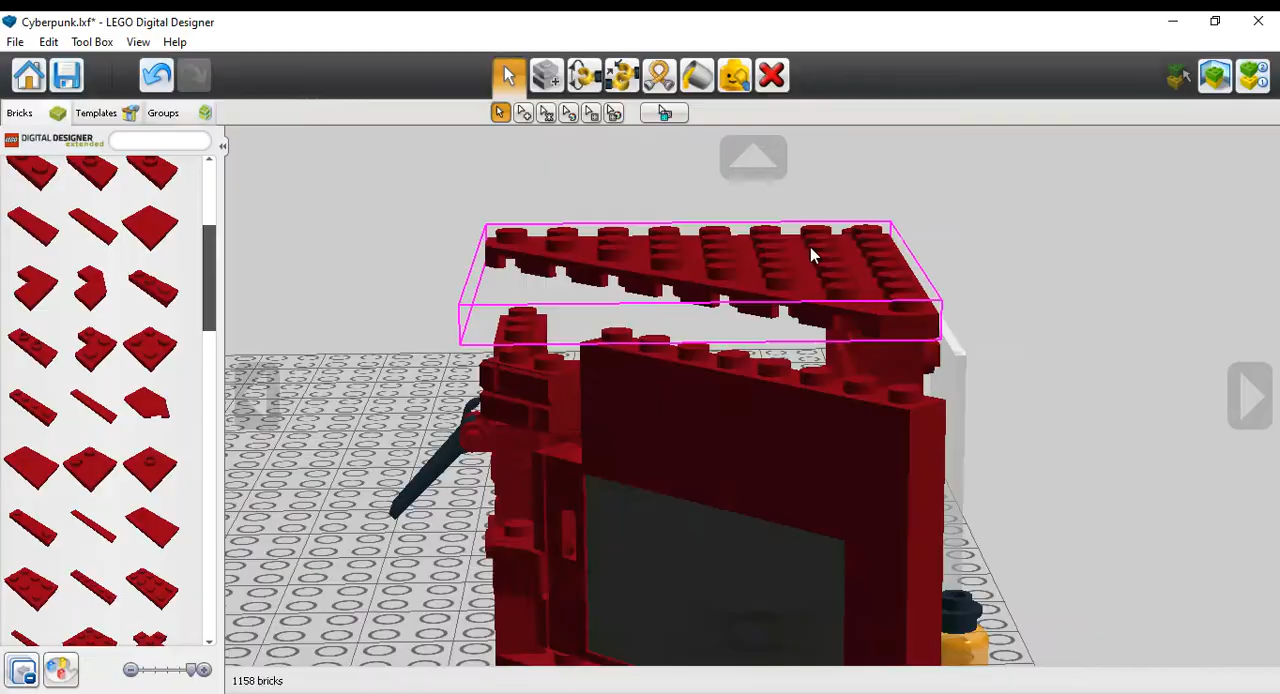 Cyberpunk.lxf* - LEGO Digital Designer
File Edit Tool Box View Help
Bricks Templates Groups
LEGO DIGITAL DESIGNER
extended
1158 bricks